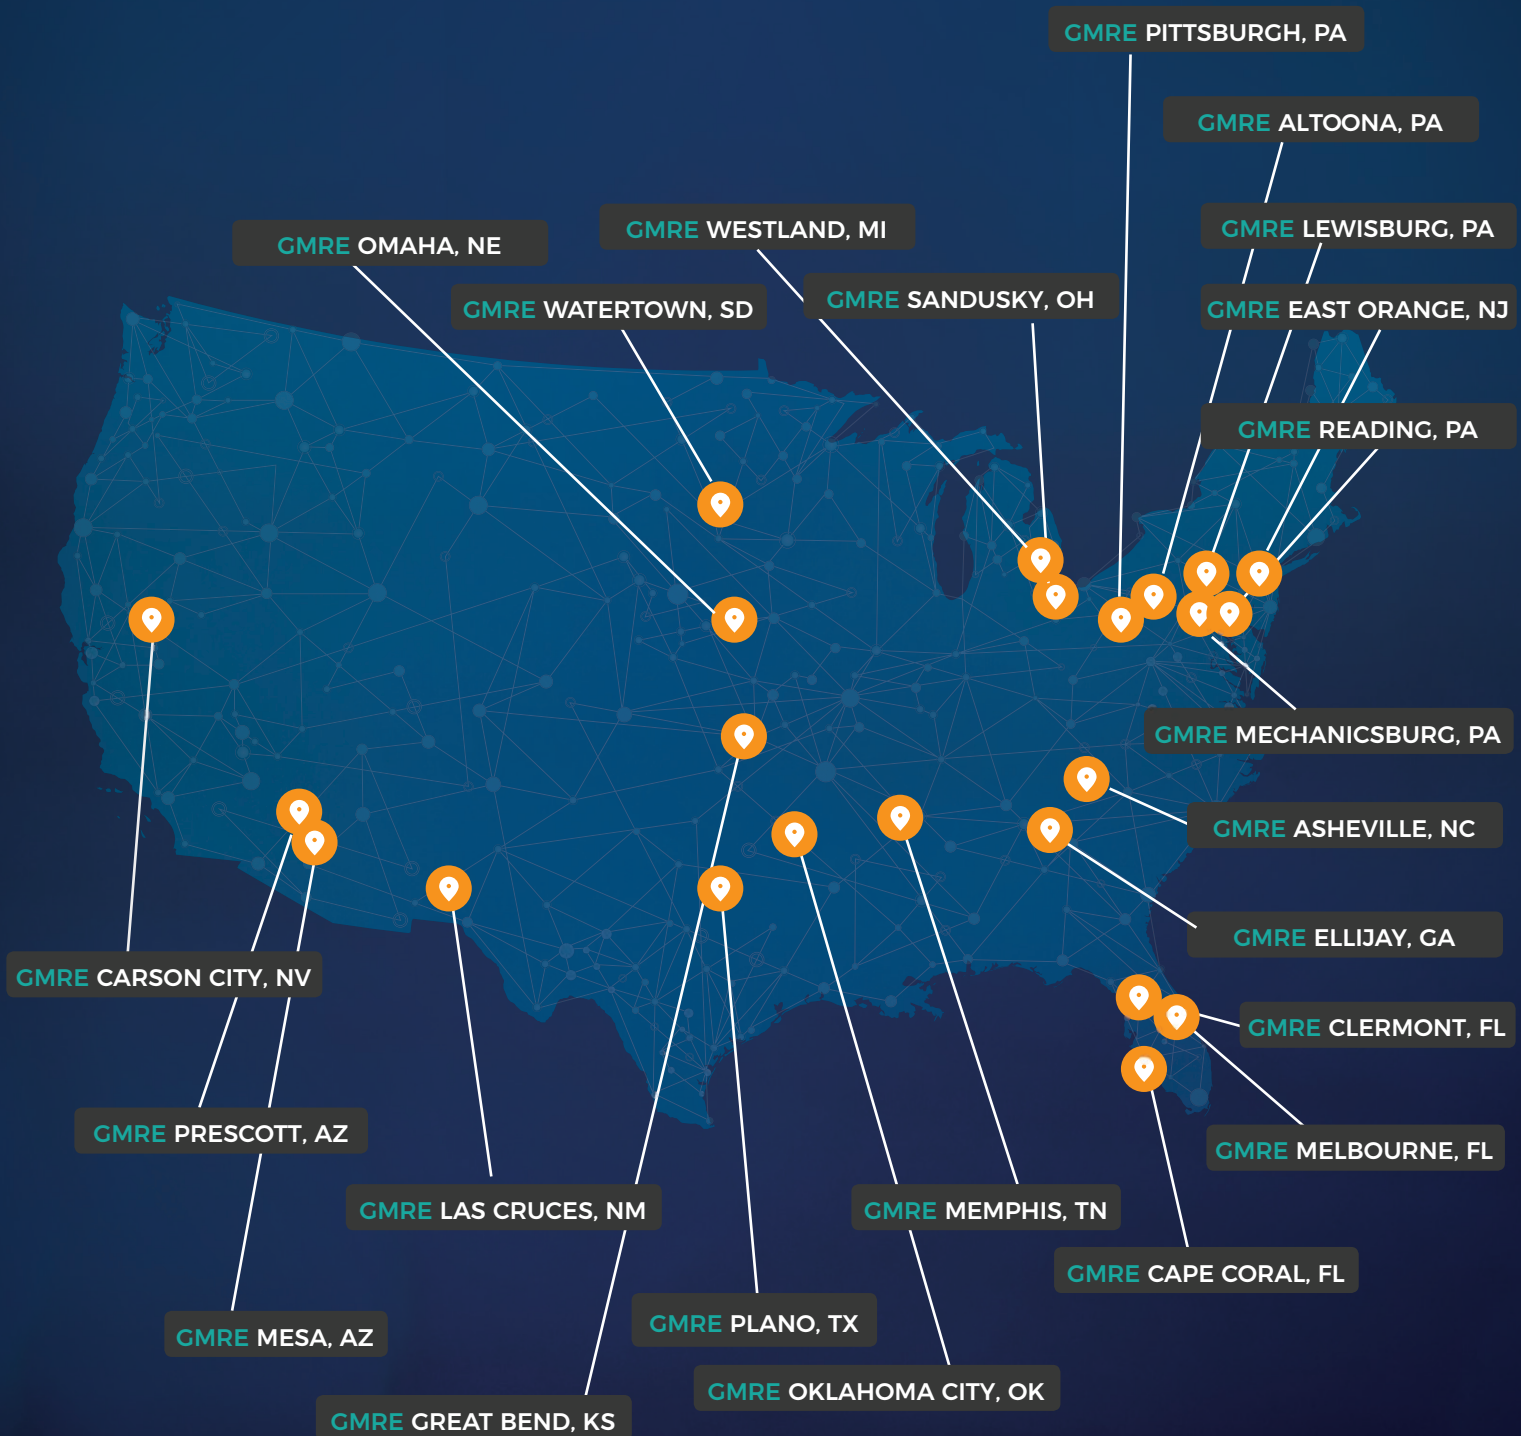 GMRE PITTSBURGH, PA
GMRE ALTOONA, PA
GMRE OMAHA, NE
GMRE WESTLAND, MI
GMRE LEWISBURG, PA
GMRE WATERTOWN, SD
GMRE SANDUSKY, OH
GMRE EAST ORANGE, NJ
GMRE READING, PA
GMRE MECHANICSBURG, PA
GMRE ASHEVILLE, NC
GMRE ELLIJAY, GA
GMRE CARSON CITY, NV
GMRE CLERMONT, FL
GMRE PRESCOTT, AZ
GMRE MELBOURNE, FL
GMRE LAS CRUCES, NM
GMRE MEMPHIS, TN
GMRE CAPE CORAL, FL
GMRE MESA, AZ
GMRE PLANO, TX
GMRE OKLAHOMA CITY, OK
GMRE GREAT BEND, KS